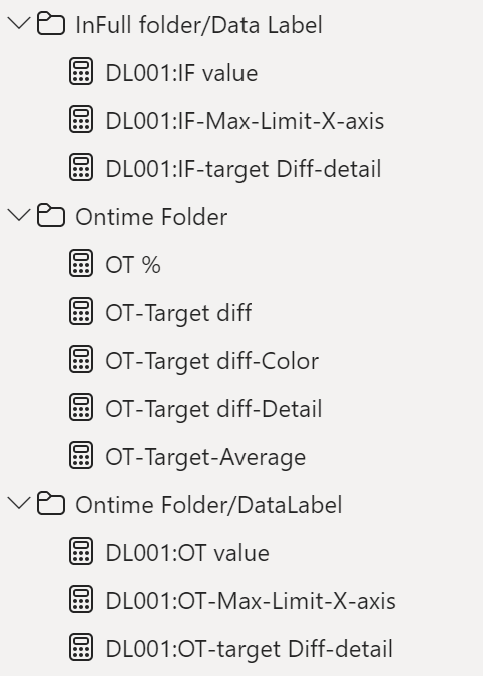 InFull folder/Data Label
DL001:IF value
DL001:IF-Max-Limit-X-axis
DL001:IF-target Diff-detail
Ontime Folder
OT %
OT-Target diff
OT-Target diff-Color
OT-Target diff-Detail
OT-Target-Average
Ontime Folder/DataLabel
DL001:OT value
DL001:OT-Max-Limit-X-axis
DL001:OT-target Diff-detail